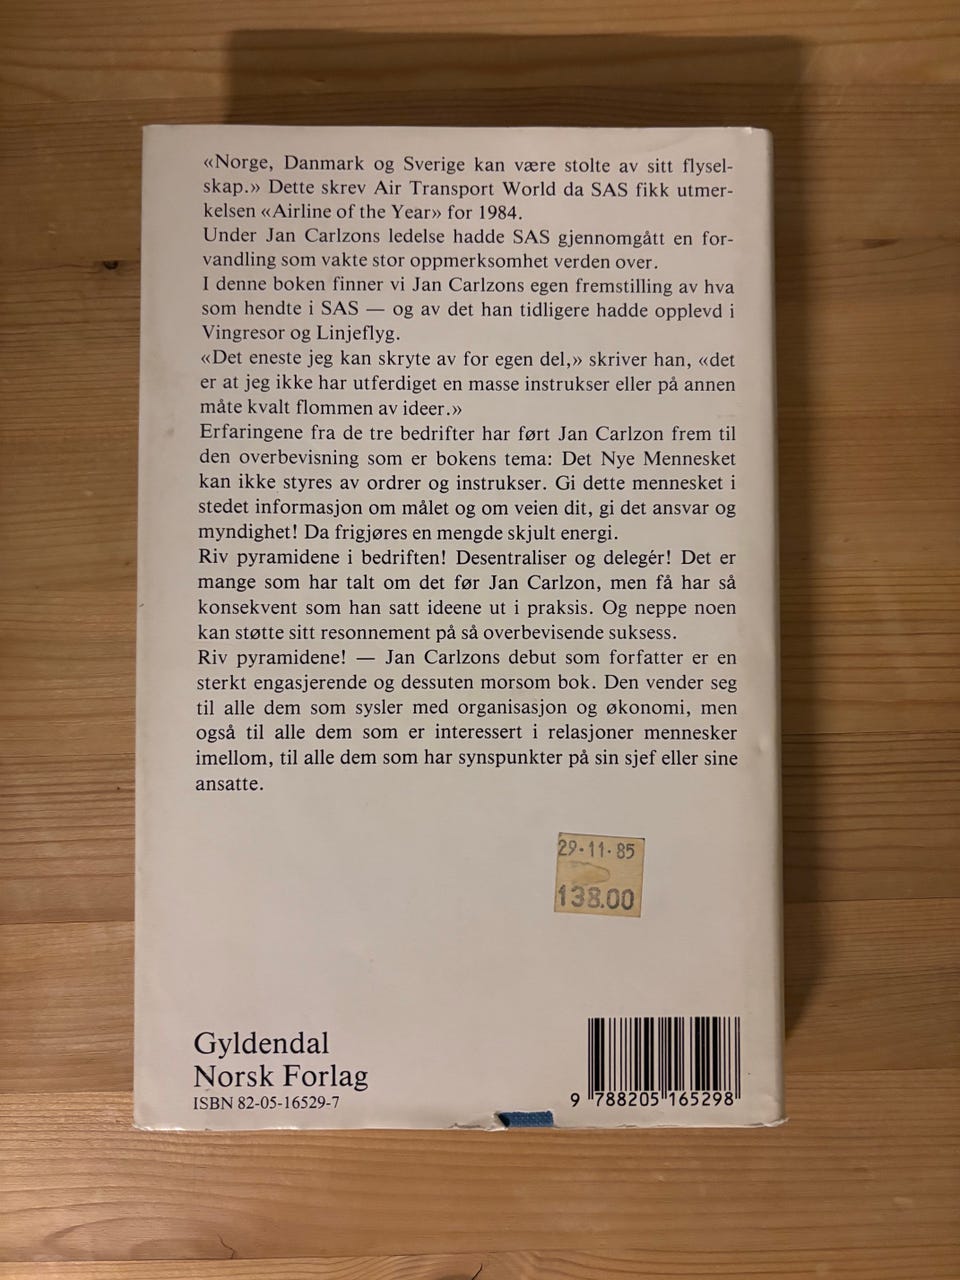 «Norge, Danmark og Sverige kan være stolte av sitt flysel-
skap.» Dette skrev Air Transport World da SAS fikk utmer-
kelsen «Airline of the Year» for 1984.
Under Jan Carlzons ledelse hadde SAS gjennomgått en for-
vandling som vakte stor oppmerksomhet verden over.
I denne boken finner vi Jan Carlzons egen fremstilling av hva
som hendte i SAS — og av det han tidligere hadde opplevd i
Vingresor og Linjeflyg.
«Det eneste jeg kan skryte av for egen del,» skriver han, «det
er at jeg ikke har utferdiget en masse instrukser eller på annen
måte kvalt flommen av ideer.»
Erfaringene fra de tre bedrifter har ført Jan Carlzon frem til
den overbevisning som er bokens tema: Det Nye Mennesket
kan ikke styres av ordrer og instrukser. Gi dette mennesket i
stedet informasjon om målet og om veien dit, gi det ansvar og
myndighet! Da frigjøres en mengde skjult energi.
Riv pyramidene i bedriften! Desentraliser og delegér! Det er
mange som har talt om det før Jan Carlzon, men få har så
konsekvent som han satt ideene ut i praksis. Og neppe noen
kan støtte sitt resonnement på så overbevisende suksess.
Riv pyramidene! — Jan Carlzons debut som forfatter er en
sterkt engasjerende og dessuten morsom bok. Den vender seg
til alle dem som sysler med organisasjon og økonomi, men
også til alle dem som er interessert i relasjoner mennesker
imellom, til alle dem som har synspunkter på sin sjef eller sine
ansatte.
29-11-85
138.00
Gyldendal
Norsk Forlag
ISBN 82-05-16529-7
9 788205 165298